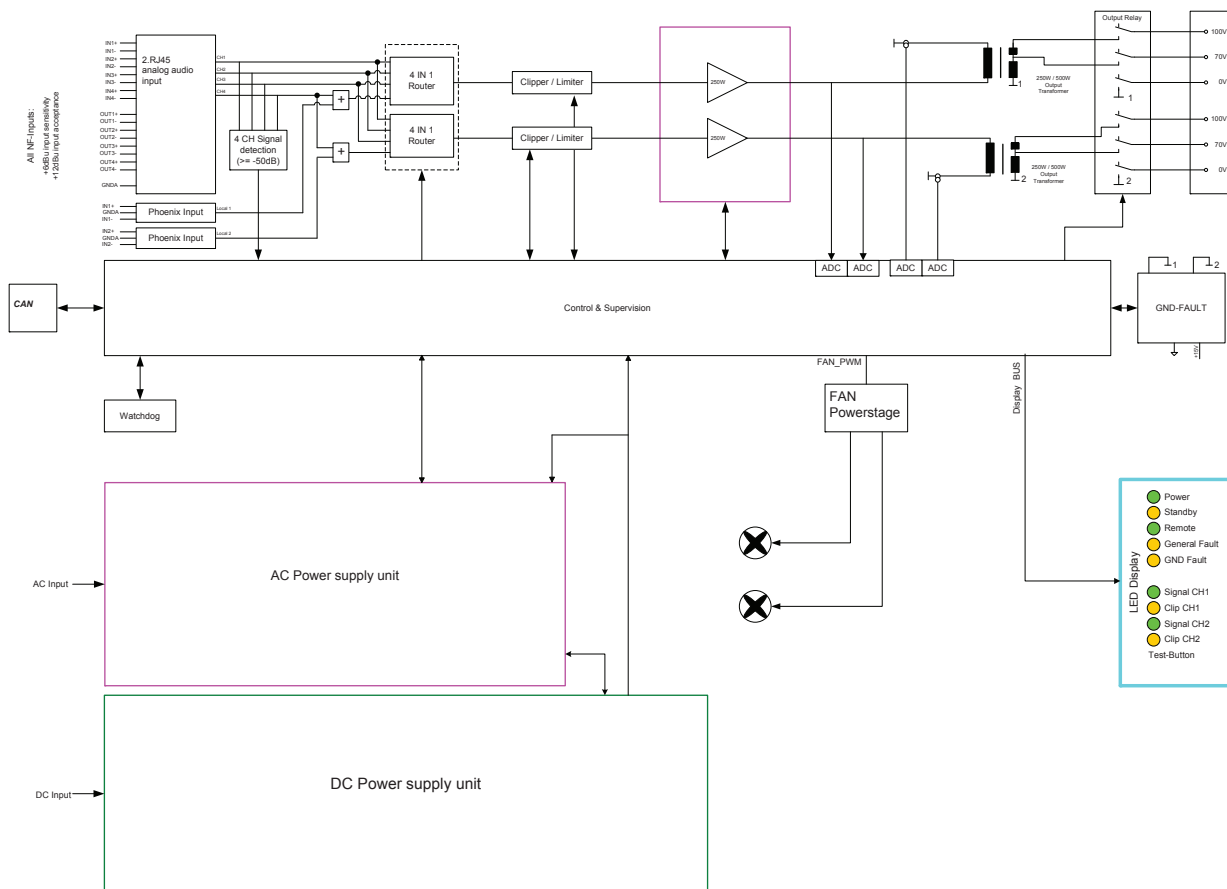 All NF-Inputs:
+6dBu input sensitivity
+12dBu input acceptance
IN1+
IN1-
IN2+
IN2-
IN3+
IN3-
IN4+
IN4-
OUT1+
OUT1-
OUT2+
OUT2-
OUT3+
OUT3-
OUT4+
OUT4-
GNDA
2.RJ45
analog audio
input
CH1
CH2
CH3
CH4
4 CH Signal
detection
(>= -50dB)
+
+
4 IN 1
Router
4 IN 1
Router
Clipper / Limiter
Clipper / Limiter
250W
250W
1
250W / 500W
Output
Transformer
2
250W / 500W
Output
Transformer
Output Relay
1
2
100V
70V
0V
100V
70V
0V
IN1+
GNDA
IN1-
Phoenix Input
Local 1
IN2+
GNDA
IN2-
Phoenix Input
Local 2
CAN
Control & Supervision
ADC
ADC
ADC
ADC
1
2
GND-FAULT
+15V
Watchdog
FAN_PWM
FAN
Powerstage
Display BUS
AC Input
AC Power supply unit
DC Input
DC Power supply unit
LED Display
Power
Standby
Remote
General Fault
GND Fault
Signal CH1
Clip CH1
Signal CH2
Clip CH2
Test-Button